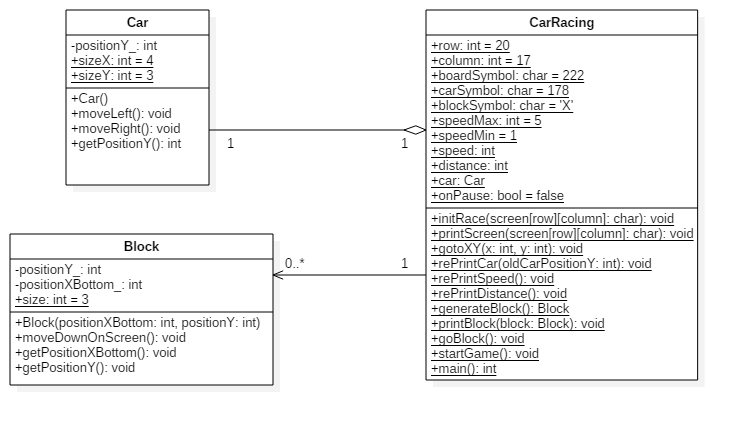 Car
-positionY_: int
+sizeX: int = 4
+sizeY: int = 3
+Car()
+moveLeft(): void
+moveRight(): void
+getPositionY(): int
1
1
CarRacing
+row: int = 20
+column: int = 17
+boardSymbol: char = 222
+carSymbol: char = 178
+blockSymbol: char = 'X'
+speedMax: int = 5
+speedMin = 1
+speed: int
+distance: int
+car: Car
+onPause: bool = false
+initRace(screen[row][column]: char): void
+printScreen(screen[row][column]: char): void
+gotoXY(x: int, y: int): void
+rePrintCar(oldCarPositionY: int): void
+rePrintSpeed(): void
+rePrintDistance(): void
+generateBlock(): Block
+printBlock(block: Block): void
+goBlock(): void
+startGame(): void
+main(): int
Block
-positionY_: int
-positionXBottom_: int
+size: int = 3
+Block(positionXBottom: int, positionY: int)
+moveDownOnScreen(): void
+getPositionXBottom(): void
+getPositionY(): void
0..*
1